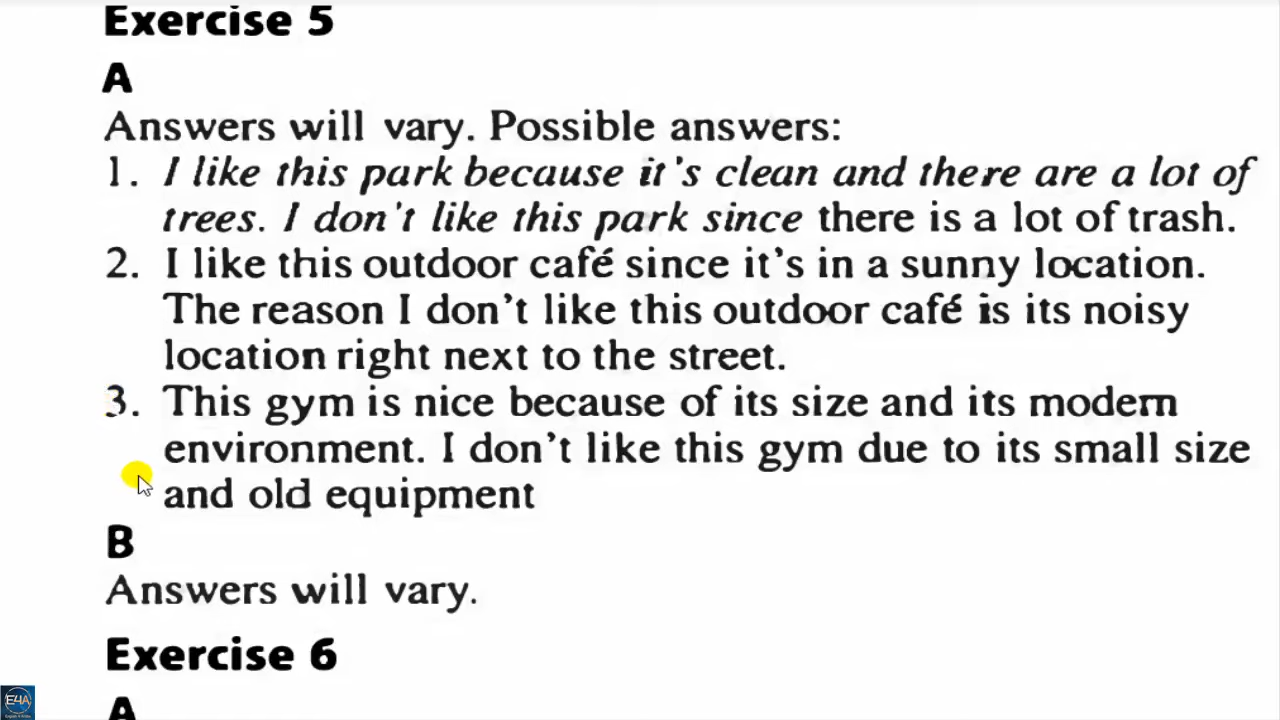 Exercise 5
A
Answers will vary. Possible answers:
1. I like this park because it's clean and there are a lot of
trees. I don't like this park since there is a lot of trash.
2. I like this outdoor café since it's in a sunny location.
The reason I don't like this outdoor café is its noisy
location right next to the street.
3. This gym is nice because of its size and its modern
environment. I don't like this gym due to its small size
and old equipment
B
Answers will vary.
Exercise 6
A
E4A